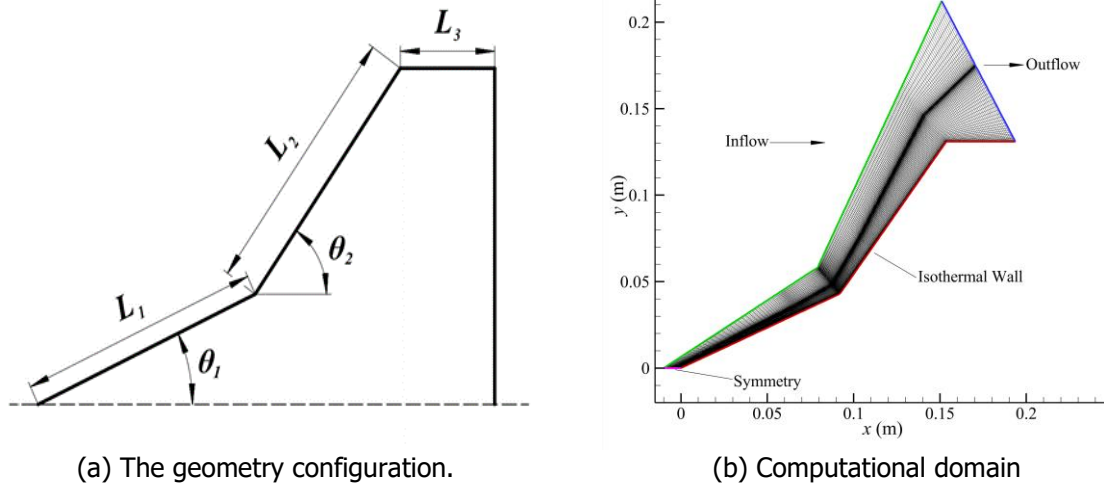 L₃
L₂
θ₂
L₁
θ₁
0.2
Outflow
0.15
Inflow
y (m)
0.1
0.05
Isothermal Wall
0
Symmetry
0 0.05 0.1 0.15 0.2
x (m)
(a) The geometry configuration.
(b) Computational domain